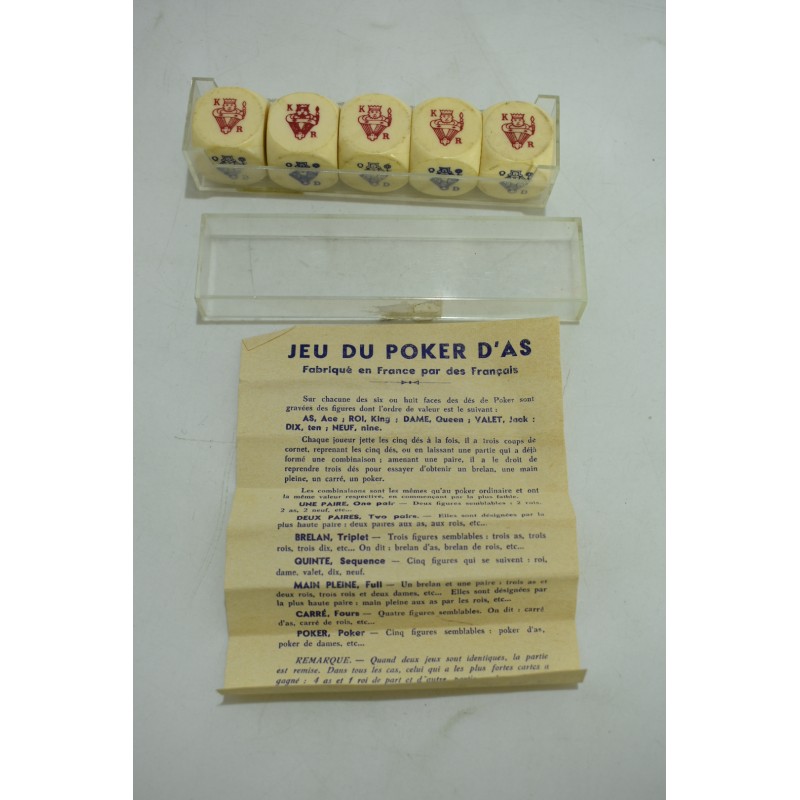 K K K K K
R R R R R
O O O O O
D D D D D
JEU DU POKER D'AS
Fabriqué en France par des Français
Sur chacune des six ou huit faces des dés de Poker sont
gravées des figures dont l'ordre de valeur est le suivant :
AS, Ace ; ROI, King ; DAME, Queen ; VALET, Jack ;
DIX, ten ; NEUF, nine.
Chaque joueur jette les cinq dés à la fois, il a trois coups de
cornet, reprenant les cinq dés, ou en laissant une partie qui a déjà
formé une combinaison ; amenant une paire, il a le droit de
reprendre trois dés pour essayer d'obtenir un brelan, une main
pleine, un carré, un poker.
Les combinaisons sont les mêmes qu'au poker ordinaire et ont
la même valeur respective, en commençant par la plus faible.
UNE PAIRE, One pair — Deux figures semblables : 2 rois,
2 as, 2 neuf, etc...
DEUX PAIRES, Two pairs. — Elles sont désignées par la
plus haute paire : deux paires aux as, aux rois, etc...
BRELAN, Triplet — Trois figures semblables : trois as, trois
rois, trois dix, etc... On dit : brelan d'as, brelan de rois, etc...
QUINTE, Sequence — Cinq figures qui se suivent : roi,
dame, valet, dix, neuf.
MAIN PLEINE, Full — Un brelan et une paire : trois as et
deux rois, trois rois et deux dames, etc... Elles sont désignées par
la plus haute paire : main pleine aux as par les rois, etc...
CARRÉ, Fours — Quatre figures semblables. On dit : carré
d'as, carré de rois, etc...
POKER, Poker — Cinq figures semblables : poker d'as,
poker de dames, etc...
REMARQUE. — Quand deux jeux sont identiques, la partie
est remise. Dans tous les cas, celui qui a les plus fortes cartes a
gagné : 4 as et 1 roi de part et d'autre,